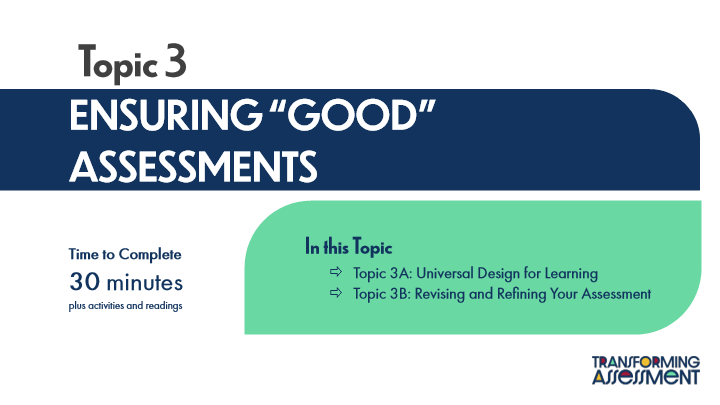 Topic 3
ENSURING “GOOD”
ASSESSMENTS
Time to Complete
30 minutes
plus activities and readings
In this Topic
⇨ Topic 3A: Universal Design for Learning
⇨ Topic 3B: Revising and Refining Your Assessment
TRANSFORMING
ASSESSMENT